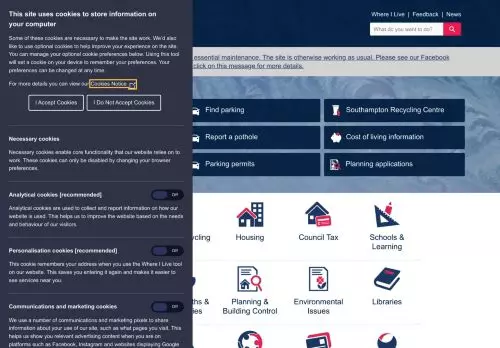 This site uses cookies to store information on
your computer
Some of these cookies are necessary to make the site work. We'd also
like to use optional cookies to help improve your experience on the site.
You can manage your optional cookie preferences below. Using this tool
will set a cookie on your device to remember your preferences. Your
preferences can be changed at any time.
For more details you can view our Cookies Notice
I Accept Cookies
I Do Not Accept Cookies
Necessary cookies
Necessary cookies enable core functionality that our website relies on to
work. These cookies can only be disabled by changing your browser
preferences.
Analytical cookies [recommended]
Off
Analytical cookies are used to collect and report information on how our
website is used. This helps us to improve the website based on the needs
and behaviour of our visitors.
Personalisation cookies [recommended]
Off
This cookie remembers your address when you use the Where I Live tool
on our website. This saves you entering it again and makes it easier to
see services near you.
Communications and marketing cookies
Off
We use a number of communications and marketing pixels to share
information about your use of our site, such as what pages you visit. This
helps us show you relevant advertising content when you are on
platforms such as Facebook, Instagram and websites displaying Google
Where I Live | Feedback | News
What do you want to do?
essential maintenance. The site is otherwise working as usual. Please see our Facebook
click on this message for more details.
Find parking
Southampton Recycling Centre
Report a pothole
Cost of living information
Parking permits
Planning applications
Housing
Council Tax
Schools &
Learning
Planning &
Building Control
Environmental
Issues
Libraries